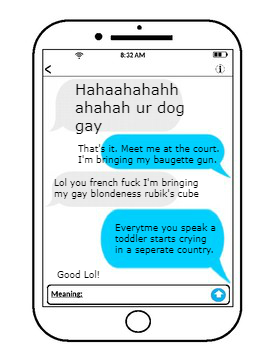 8:32 AM
Hahaahahahh
ahahah ur dog
gay
That's it. Meet me at the court.
I'm bringing my baugette gun.
Lol you french fuck I'm bringing
my gay blondeness rubik's cube
Everytme you speak a
toddler starts crying
in a seperate country.
Good Lol!
Meaning: